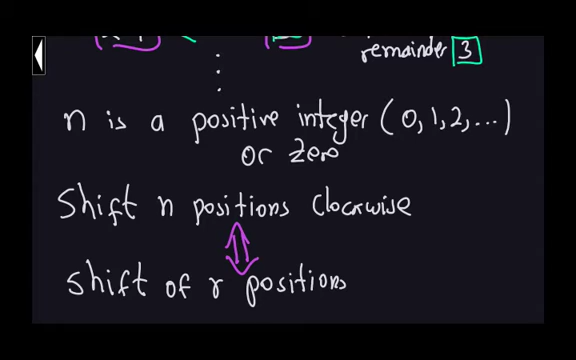 remainder 3
n is a positive integer (0, 1, 2, ...)
or zero
Shift n positions clockwise
shift of r positions